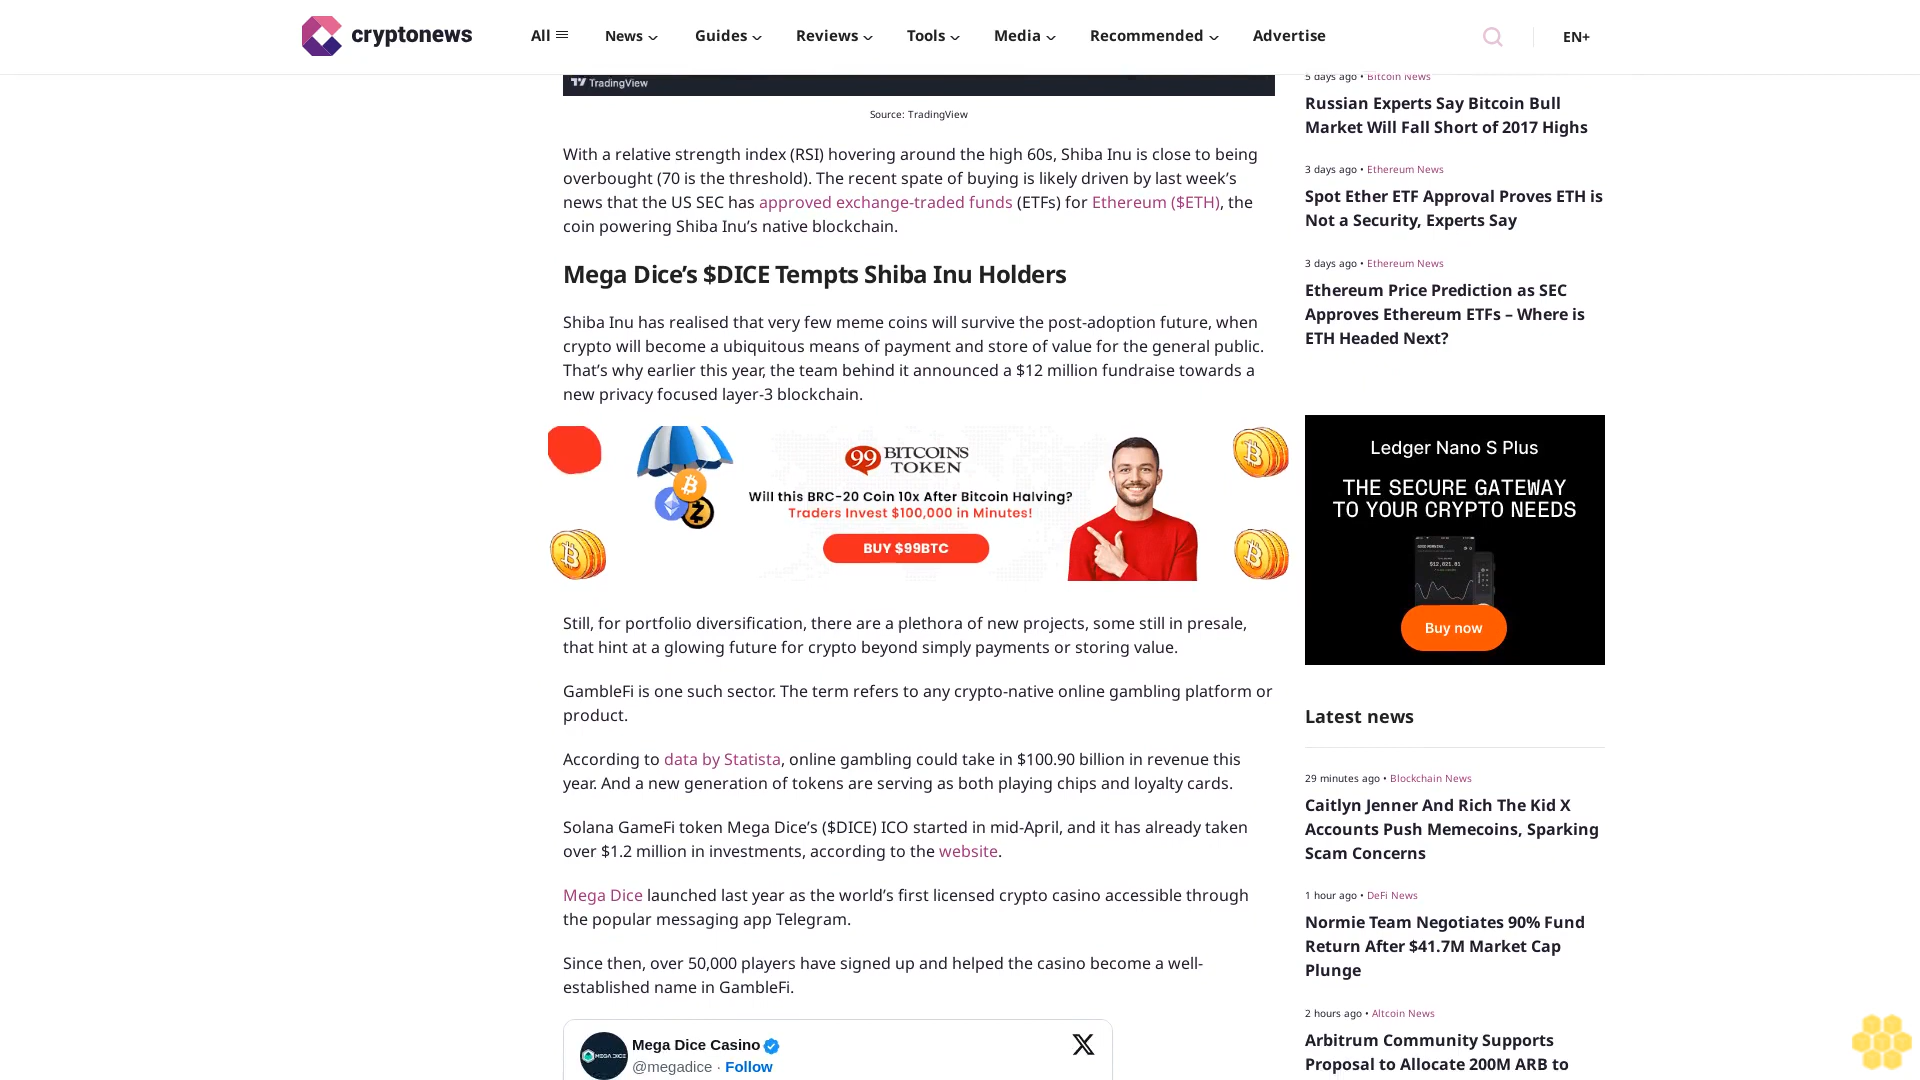 cryptonews
All
News
Guides
Reviews
Tools
Media
Recommended
Advertise
EN+
TradingView
Source: TradingView
With a relative strength index (RSI) hovering around the high 60s, Shiba Inu is close to being
overbought (70 is the threshold). The recent spate of buying is likely driven by last week’s
news that the US SEC has approved exchange-traded funds (ETFs) for Ethereum ($ETH), the
coin powering Shiba Inu’s native blockchain.
Mega Dice’s $DICE Tempts Shiba Inu Holders
Shiba Inu has realised that very few meme coins will survive the post-adoption future, when
crypto will become a ubiquitous means of payment and store of value for the general public.
That’s why earlier this year, the team behind it announced a $12 million fundraise towards a
new privacy focused layer-3 blockchain.
99 BITCOINS
TOKEN
Will this BRC-20 Coin 10x After Bitcoin Halving?
Traders Invest $100,000 in Minutes!
BUY $99BTC
Still, for portfolio diversification, there are a plethora of new projects, some still in presale,
that hint at a glowing future for crypto beyond simply payments or storing value.
GambleFi is one such sector. The term refers to any crypto-native online gambling platform or
product.
According to data by Statista, online gambling could take in $100.90 billion in revenue this
year. And a new generation of tokens are serving as both playing chips and loyalty cards.
Solana GameFi token Mega Dice’s ($DICE) ICO started in mid-April, and it has already taken
over $1.2 million in investments, according to the website.
Mega Dice launched last year as the world’s first licensed crypto casino accessible through
the popular messaging app Telegram.
Since then, over 50,000 players have signed up and helped the casino become a well-
established name in GambleFi.
MEGA DICE
Mega Dice Casino
@megadice · Follow
5 days ago • Bitcoin News
Russian Experts Say Bitcoin Bull
Market Will Fall Short of 2017 Highs
3 days ago • Ethereum News
Spot Ether ETF Approval Proves ETH is
Not a Security, Experts Say
3 days ago • Ethereum News
Ethereum Price Prediction as SEC
Approves Ethereum ETFs – Where is
ETH Headed Next?
Ledger Nano S Plus
THE SECURE GATEWAY
TO YOUR CRYPTO NEEDS
$12,021.01
Buy now
Latest news
29 minutes ago • Blockchain News
Caitlyn Jenner And Rich The Kid X
Accounts Push Memecoins, Sparking
Scam Concerns
1 hour ago • DeFi News
Normie Team Negotiates 90% Fund
Return After $41.7M Market Cap
Plunge
2 hours ago • Altcoin News
Arbitrum Community Supports
Proposal to Allocate 200M ARB to